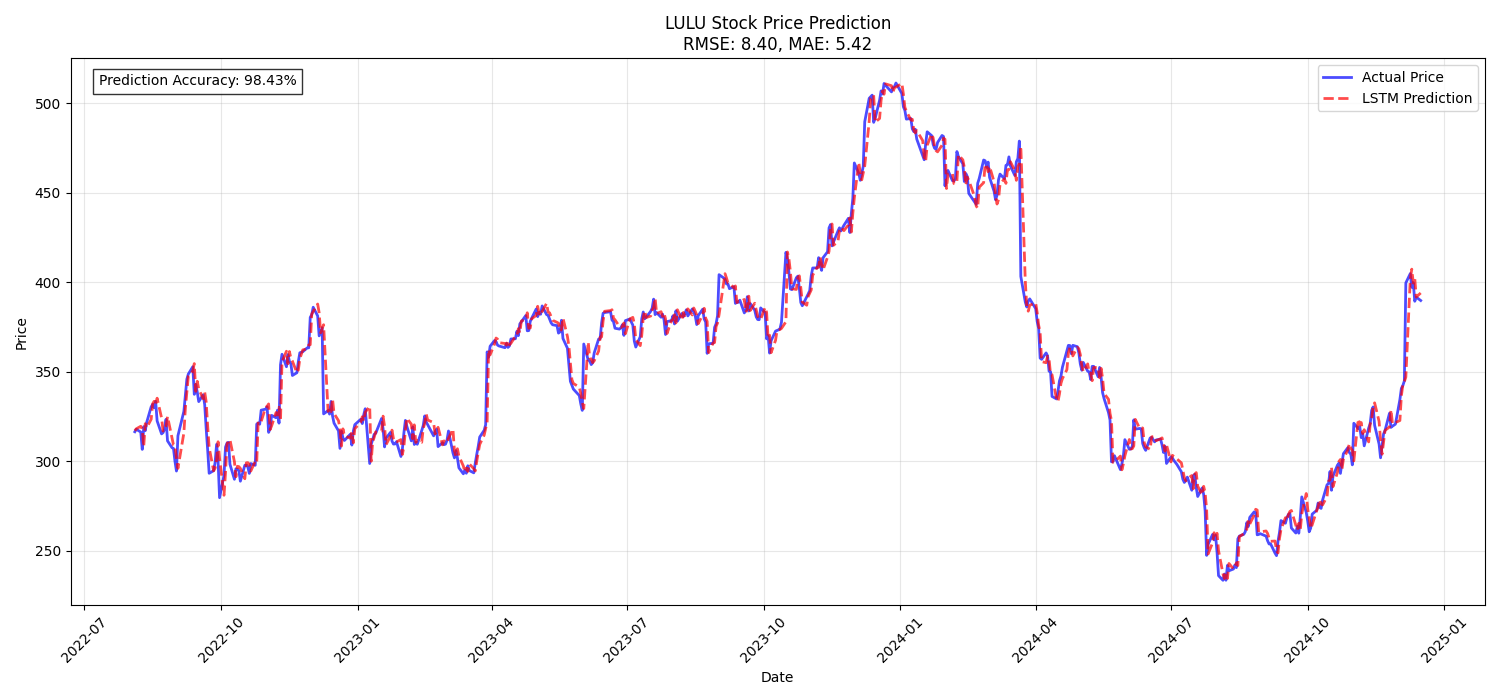 LULU Stock Price Prediction
RMSE: 8.40, MAE: 5.42
Prediction Accuracy: 98.43%
Actual Price
LSTM Prediction
500
450
400
350
300
250
Price
2022-07
2022-10
2023-01
2023-04
2023-07
2023-10
2024-01
2024-04
2024-07
2024-10
2025-01
Date